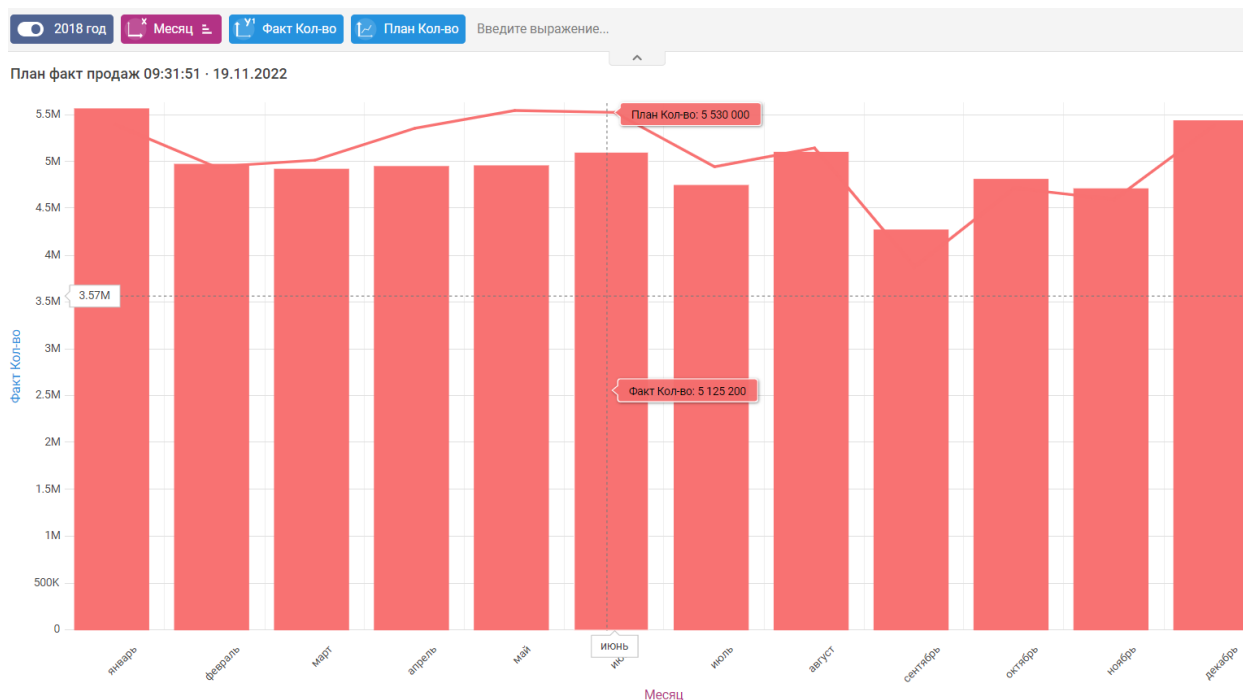 2018 год X Месяц Y1 Факт Кол-во План Кол-во Введите выражение...
План факт продаж 09:31:51 · 19.11.2022
5.5M
План Кол-во: 5 530 000
5M
4.5M
4M
3.5M
3.57M
3M
Факт Кол-во
2.5M
Факт Кол-во: 5 125 200
2M
1.5M
1M
500K
0
январь февраль март апрель май июнь июль август сентябрь октябрь ноябрь декабрь
Месяц